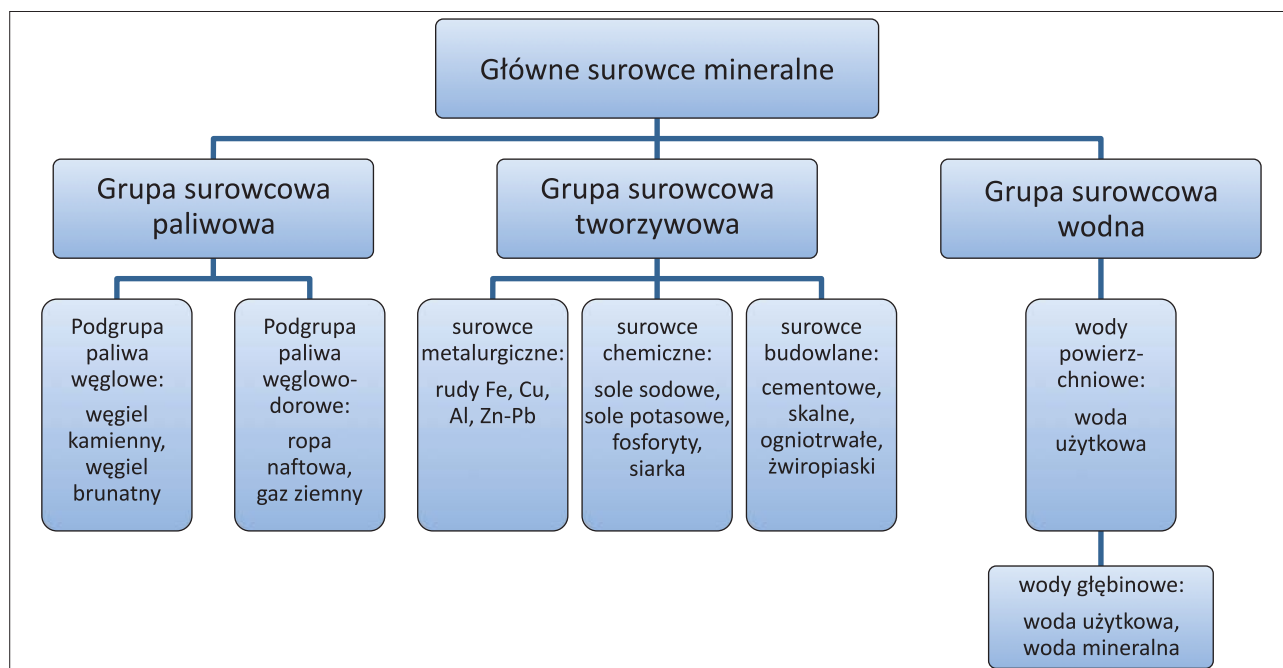 Główne surowce mineralne
Grupa surowcowa
paliwowa
Grupa surowcowa
tworzywowa
Grupa surowcowa
wodna
Podgrupa
paliwa
węglowe:
węgiel
kamienny,
węgiel
brunatny
Podgrupa
paliwa
węglowo-
dorowe:
ropa
naftowa,
gaz ziemny
surowce
metalurgiczne:
rudy Fe, Cu,
Al, Zn-Pb
surowce
chemiczne:
sole sodowe,
sole potasowe,
fosforyty,
siarka
surowce
budowlane:
cementowe,
skalne,
ogniotrwałe,
żwiropiaski
wody
powierz-
chniowe:
woda
użytkowa
wody głębinowe:
woda użytkowa,
woda mineralna